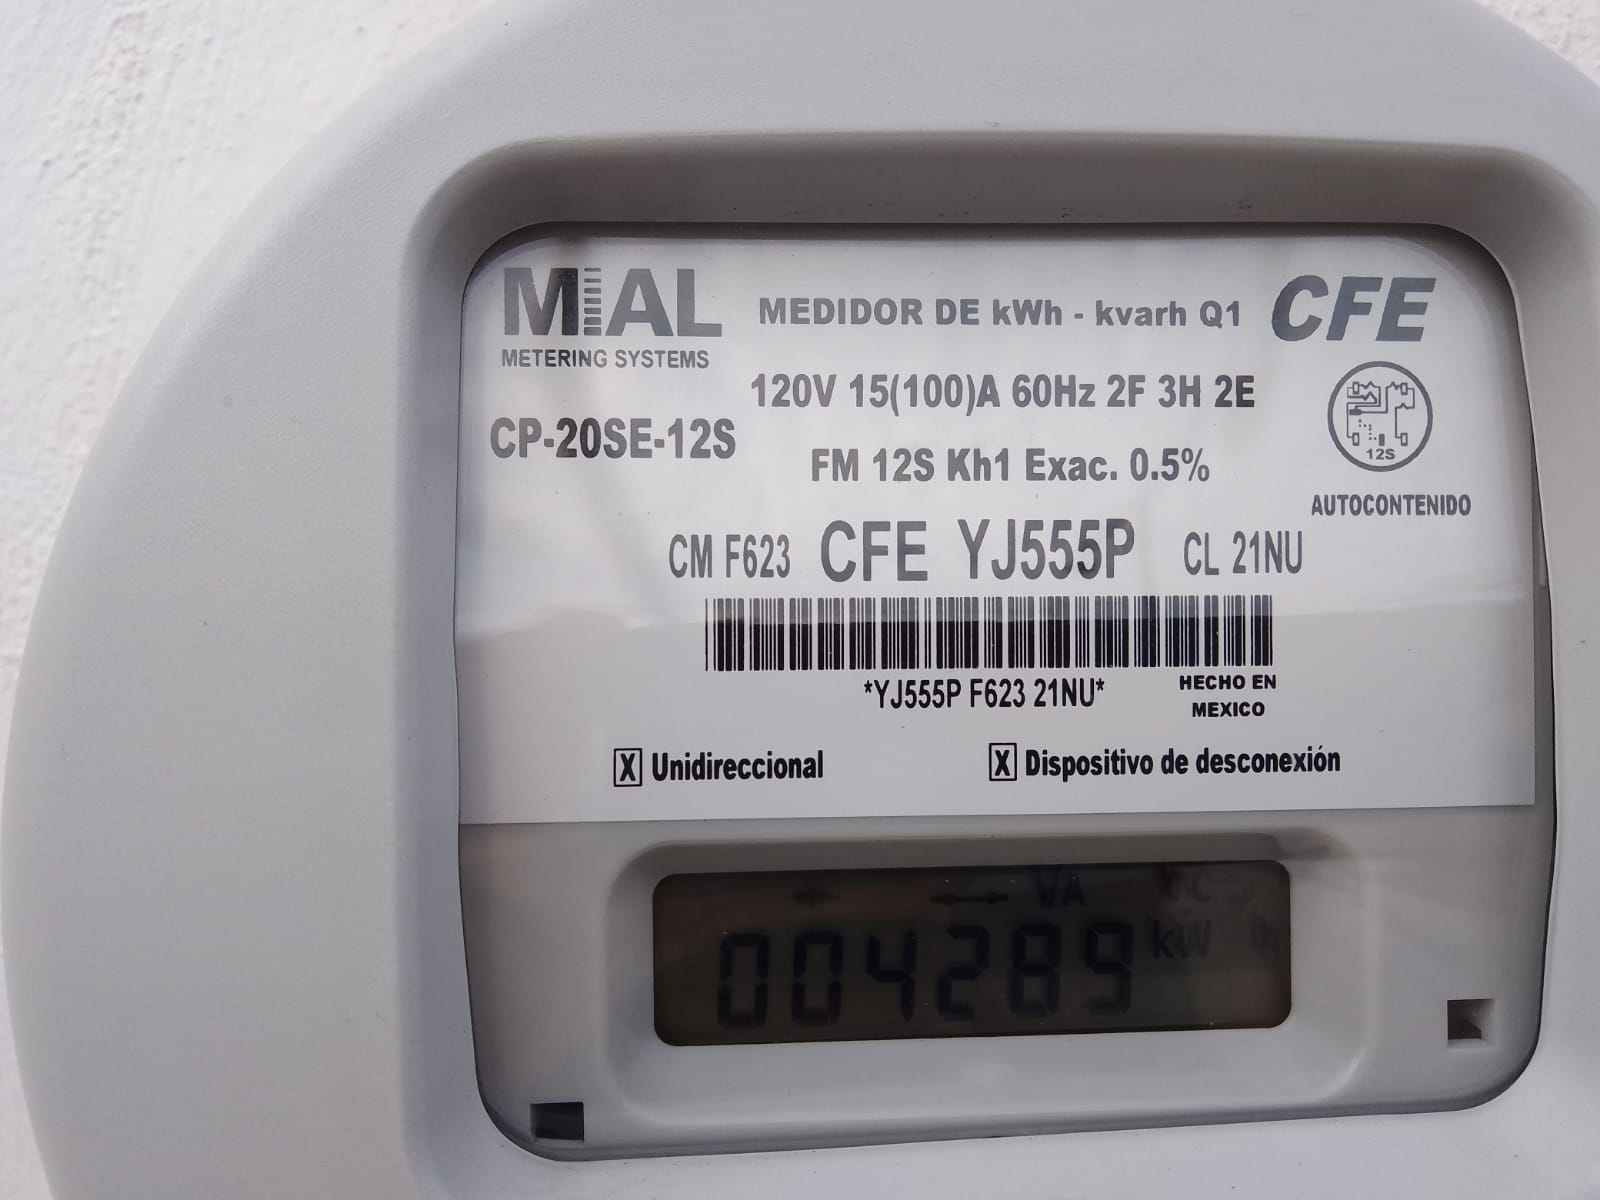 MIAL
METERING SYSTEMS
MEDIDOR DE kWh - kvarh Q1
CFE
CP-20SE-12S
120V 15(100)A 60Hz 2F 3H 2E
FM 12S Kh1 Exac. 0.5%
12S
AUTOCONTENIDO
CM F623 CFE YJ555P CL 21NU
*YJ555P F623 21NU*
HECHO EN
MEXICO
X Unidireccional
X Dispositivo de desconexión
VA
004289 kW h